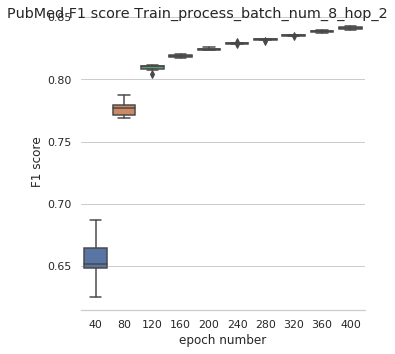 PubMed F1 score Train_process_batch_num_8_hop_2
0.85
0.80
0.75
0.70
0.65
F1 score
40 80 120 160 200 240 280 320 360 400
epoch number